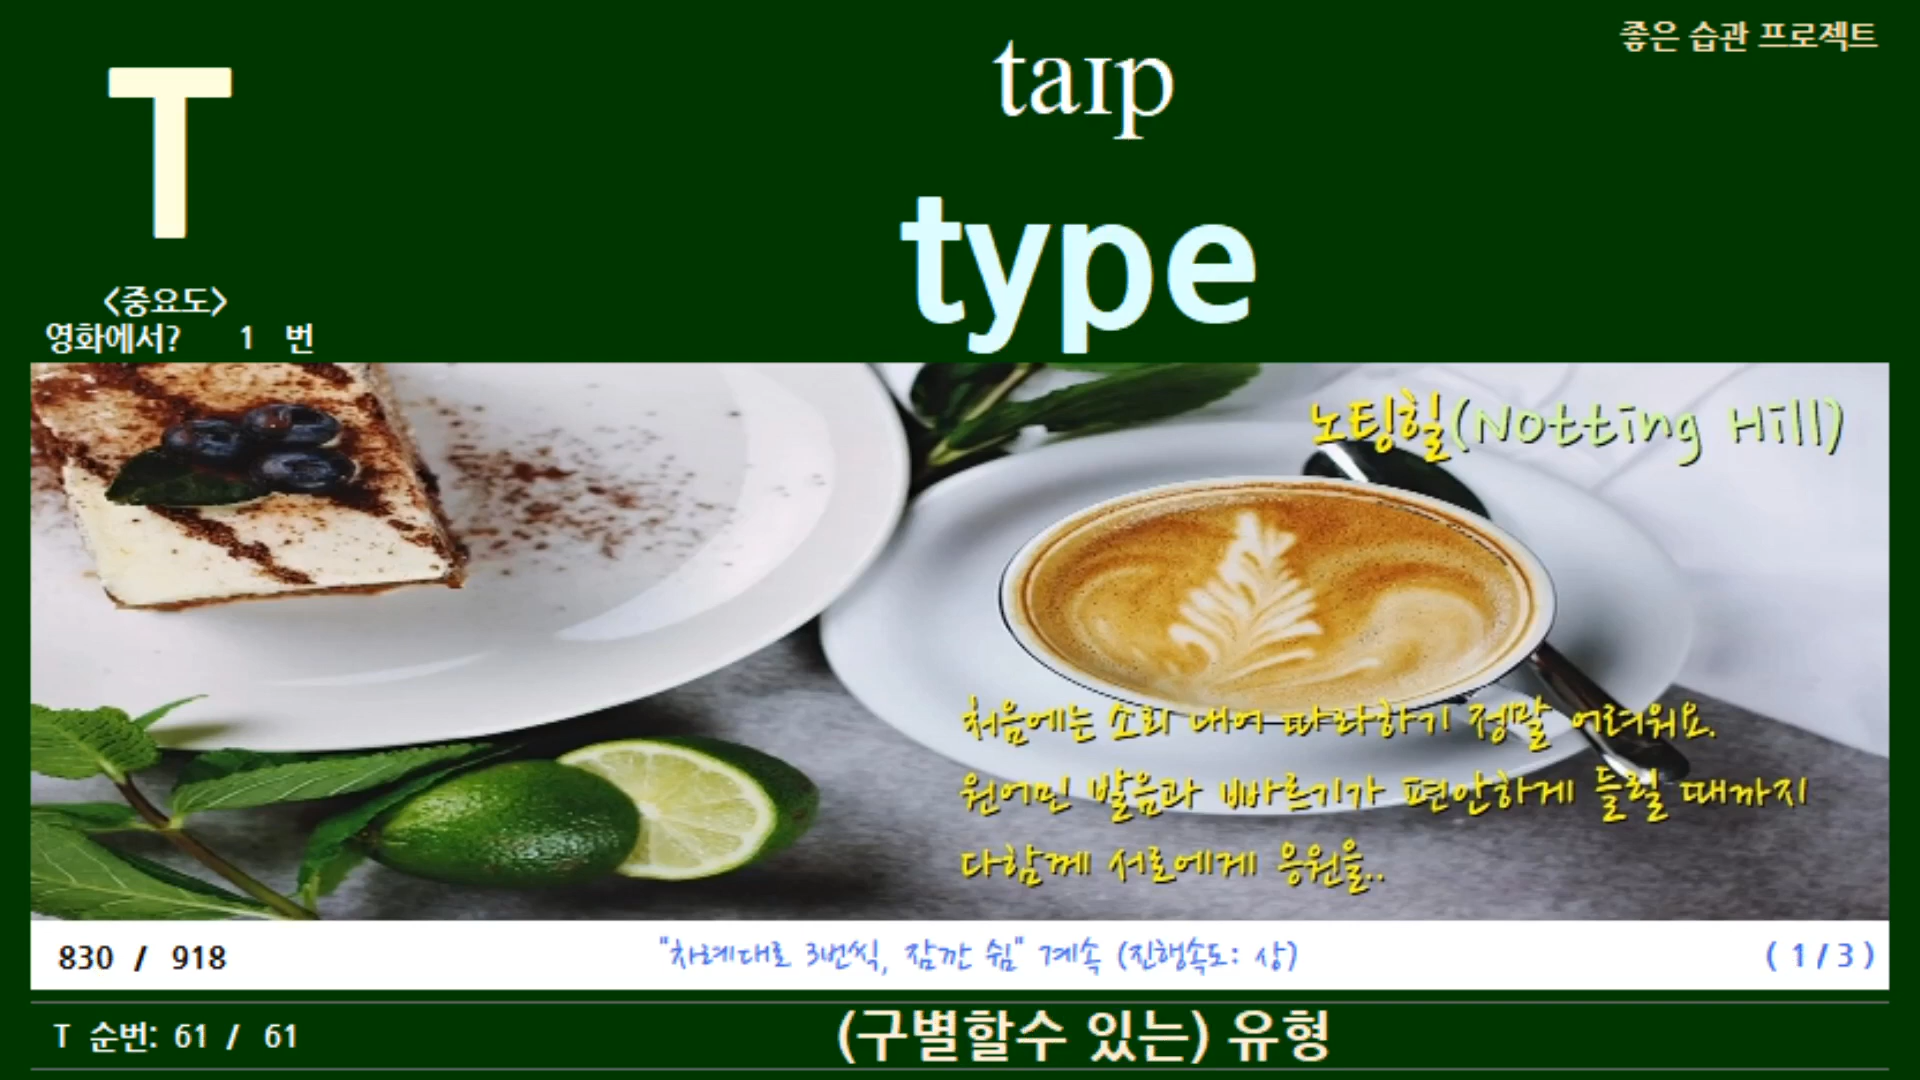 좋은 습관 프로젝트
T
taɪp
type
<중요도>
영화에서? 1 번
노팅힐(Notting Hill)
처음에는 소리 내어 따라하기 정말 어려워요.
원어민 발음과 빠르기가 편안하게 들릴 때까지
다함께 서로에게 응원을..
830 / 918
"차례대로 3번씩, 잠깐 쉼" 계속 (진행속도: 상)
( 1 / 3 )
T 순번: 61 / 61
(구별할수 있는) 유형